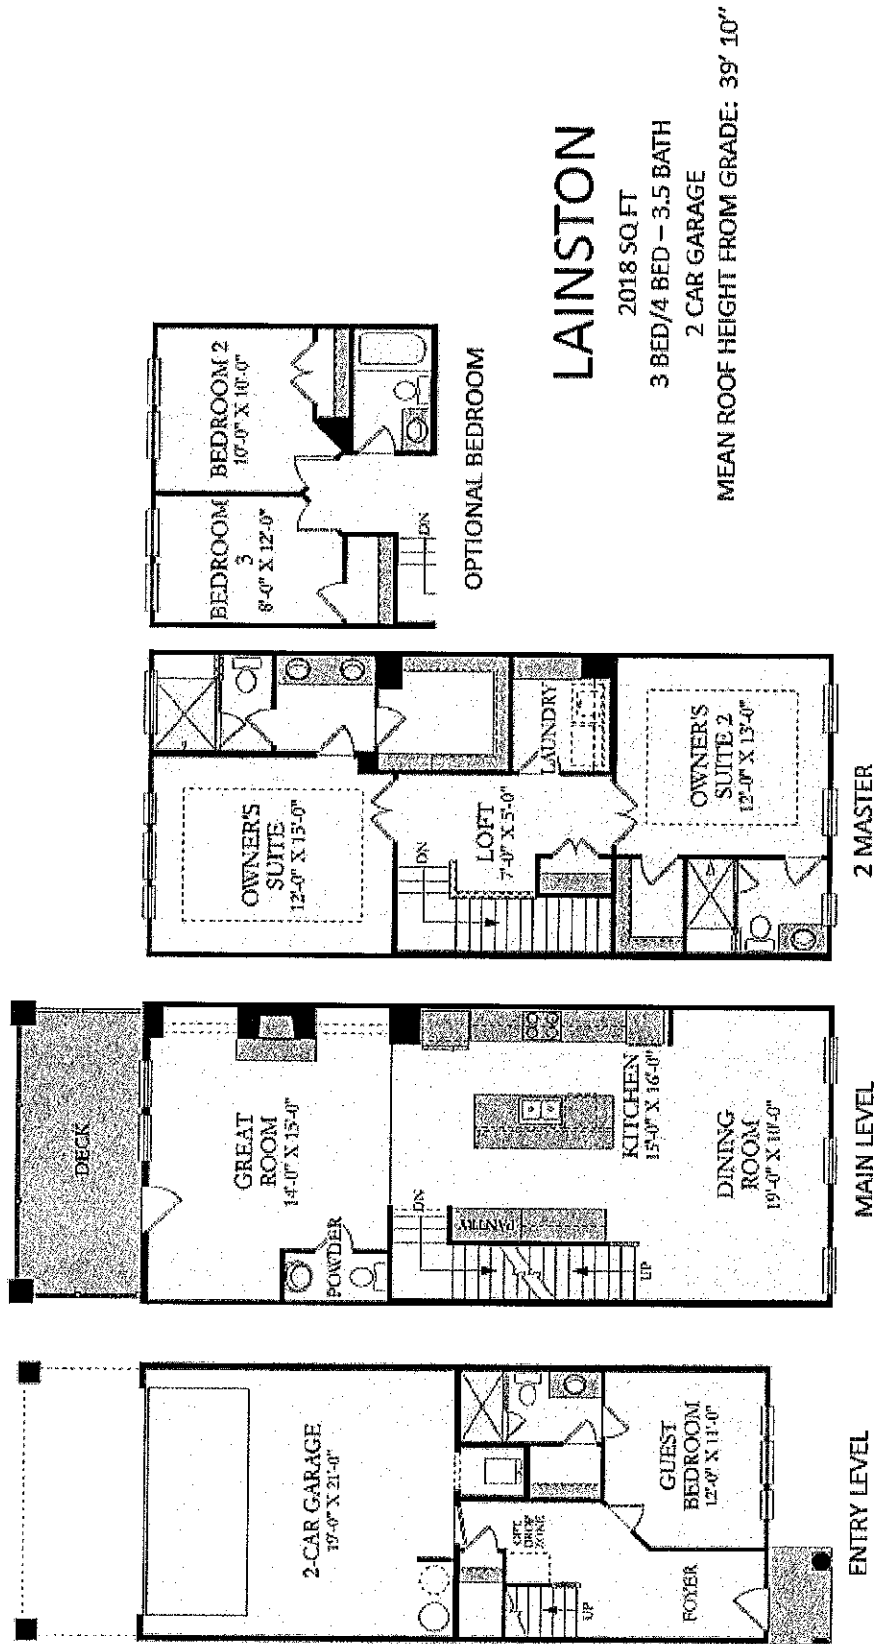 LAINSTON
2018 SQ FT
3 BED/4 BED – 3.5 BATH
2 CAR GARAGE
MEAN ROOF HEIGHT FROM GRADE: 39' 10"
2-CAR GARAGE
19'-0" X 21'-0"
OPT.
DROP
ZONE
UP
FOYER
GUEST
BEDROOM
12'-0" X 11'-0"
ENTRY LEVEL
DECK
GREAT
ROOM
14'-0" X 15'-0"
POWDER
DN
PANTRY
UP
KITCHEN
15'-0" X 16'-0"
DINING
ROOM
19'-0" X 10'-0"
MAIN LEVEL
OWNER'S
SUITE
12'-0" X 15'-0"
DN
LOFT
7'-0" X 5'-0"
LAUNDRY
OWNER'S
SUITE 2
12'-0" X 13'-0"
2 MASTER
BEDROOM
3
8'-0" X 12'-0"
BEDROOM 2
10'-0" X 10'-0"
DN
OPTIONAL BEDROOM